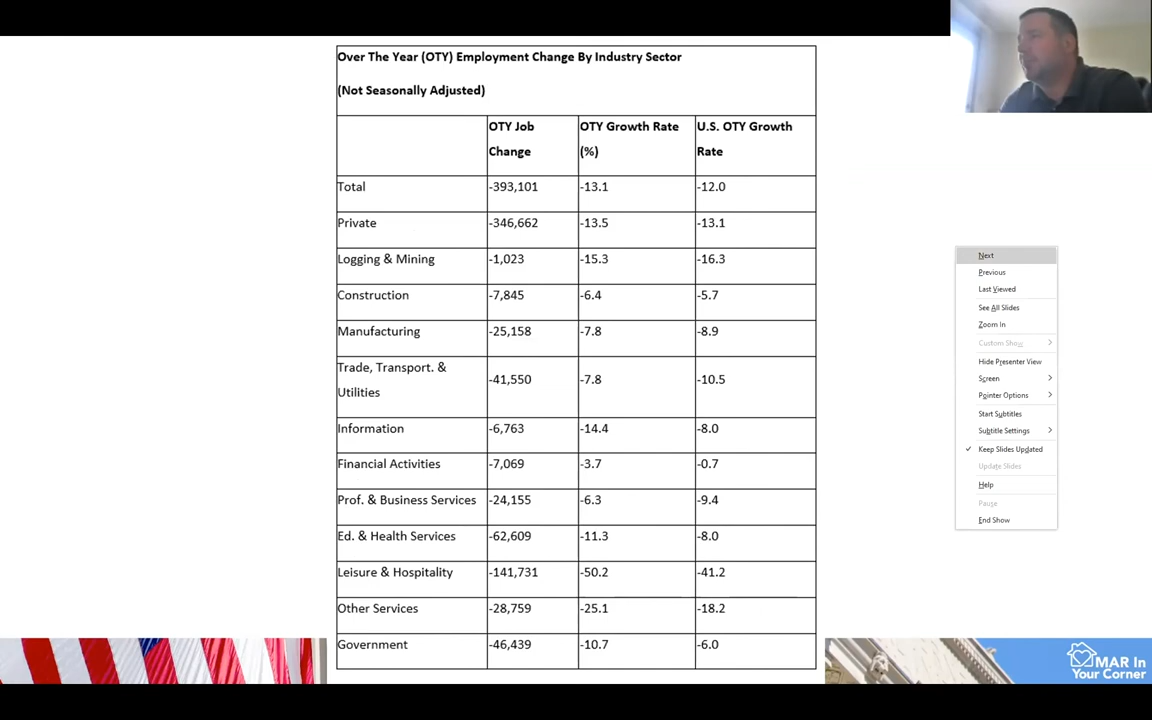 Over The Year (OTY) Employment Change By Industry Sector
(Not Seasonally Adjusted)
OTY Job Change OTY Growth Rate (%) U.S. OTY Growth Rate
Total -393,101 -13.1 -12.0
Private -346,662 -13.5 -13.1
Logging & Mining -1,023 -15.3 -16.3
Construction -7,845 -6.4 -5.7
Manufacturing -25,158 -7.8 -8.9
Trade, Transport. & Utilities -41,550 -7.8 -10.5
Information -6,763 -14.4 -8.0
Financial Activities -7,069 -3.7 -0.7
Prof. & Business Services -24,155 -6.3 -9.4
Ed. & Health Services -62,609 -11.3 -8.0
Leisure & Hospitality -141,731 -50.2 -41.2
Other Services -28,759 -25.1 -18.2
Government -46,439 -10.7 -6.0
Next
Previous
Last Viewed
See All Slides
Zoom In
Custom Show
Hide Presenter View
Screen
Pointer Options
Start Subtitles
Subtitle Settings
Keep Slides Updated
Update Slides
Help
Pause
End Show
MAR In
Your Corner